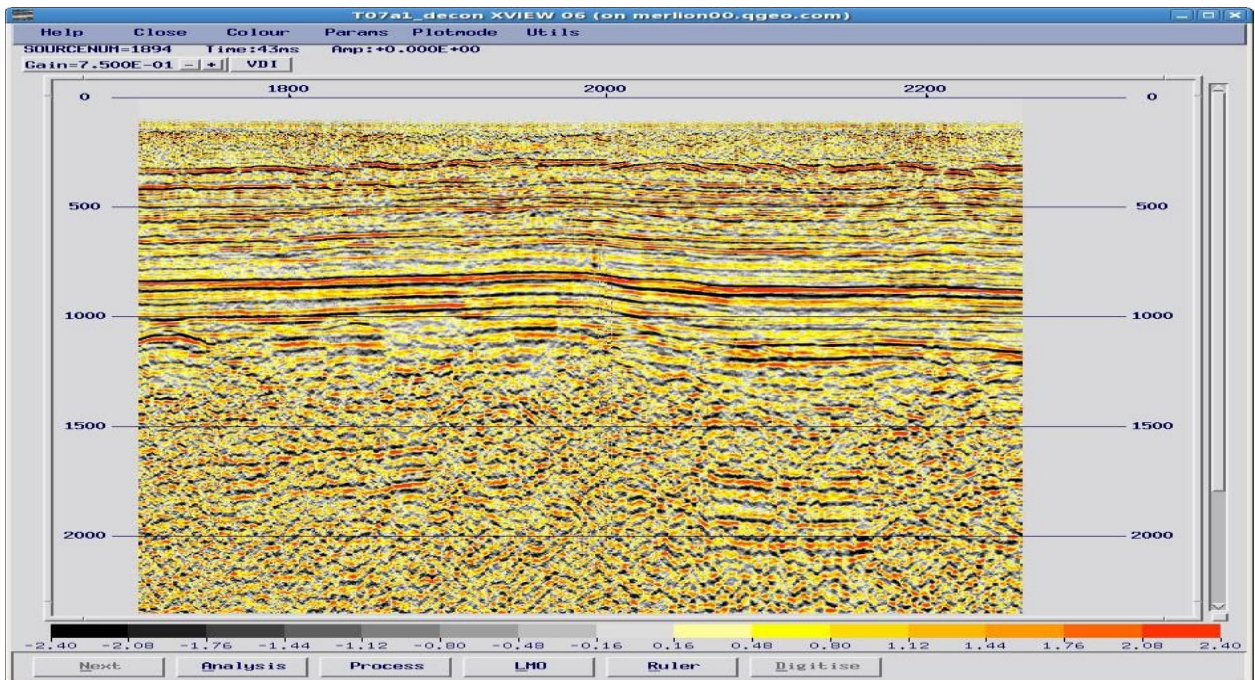 T07a1_decon XVIEW 06 (on merlion00.qgeo.com)
Help Close Colour Params Plotmode Utils
SOURCENUM=1894 Time:43ms Amp:+0.000E+00
Gain=7.500E-01 - + VDI
1800 2000 2200
0 0
500 500
1000 1000
1500 1500
2000 2000
-2.40 -2.08 -1.76 -1.44 -1.12 -0.80 -0.48 -0.16 0.16 0.48 0.80 1.12 1.44 1.76 2.08 2.40
Next Analysis Process LMO Ruler Digitise